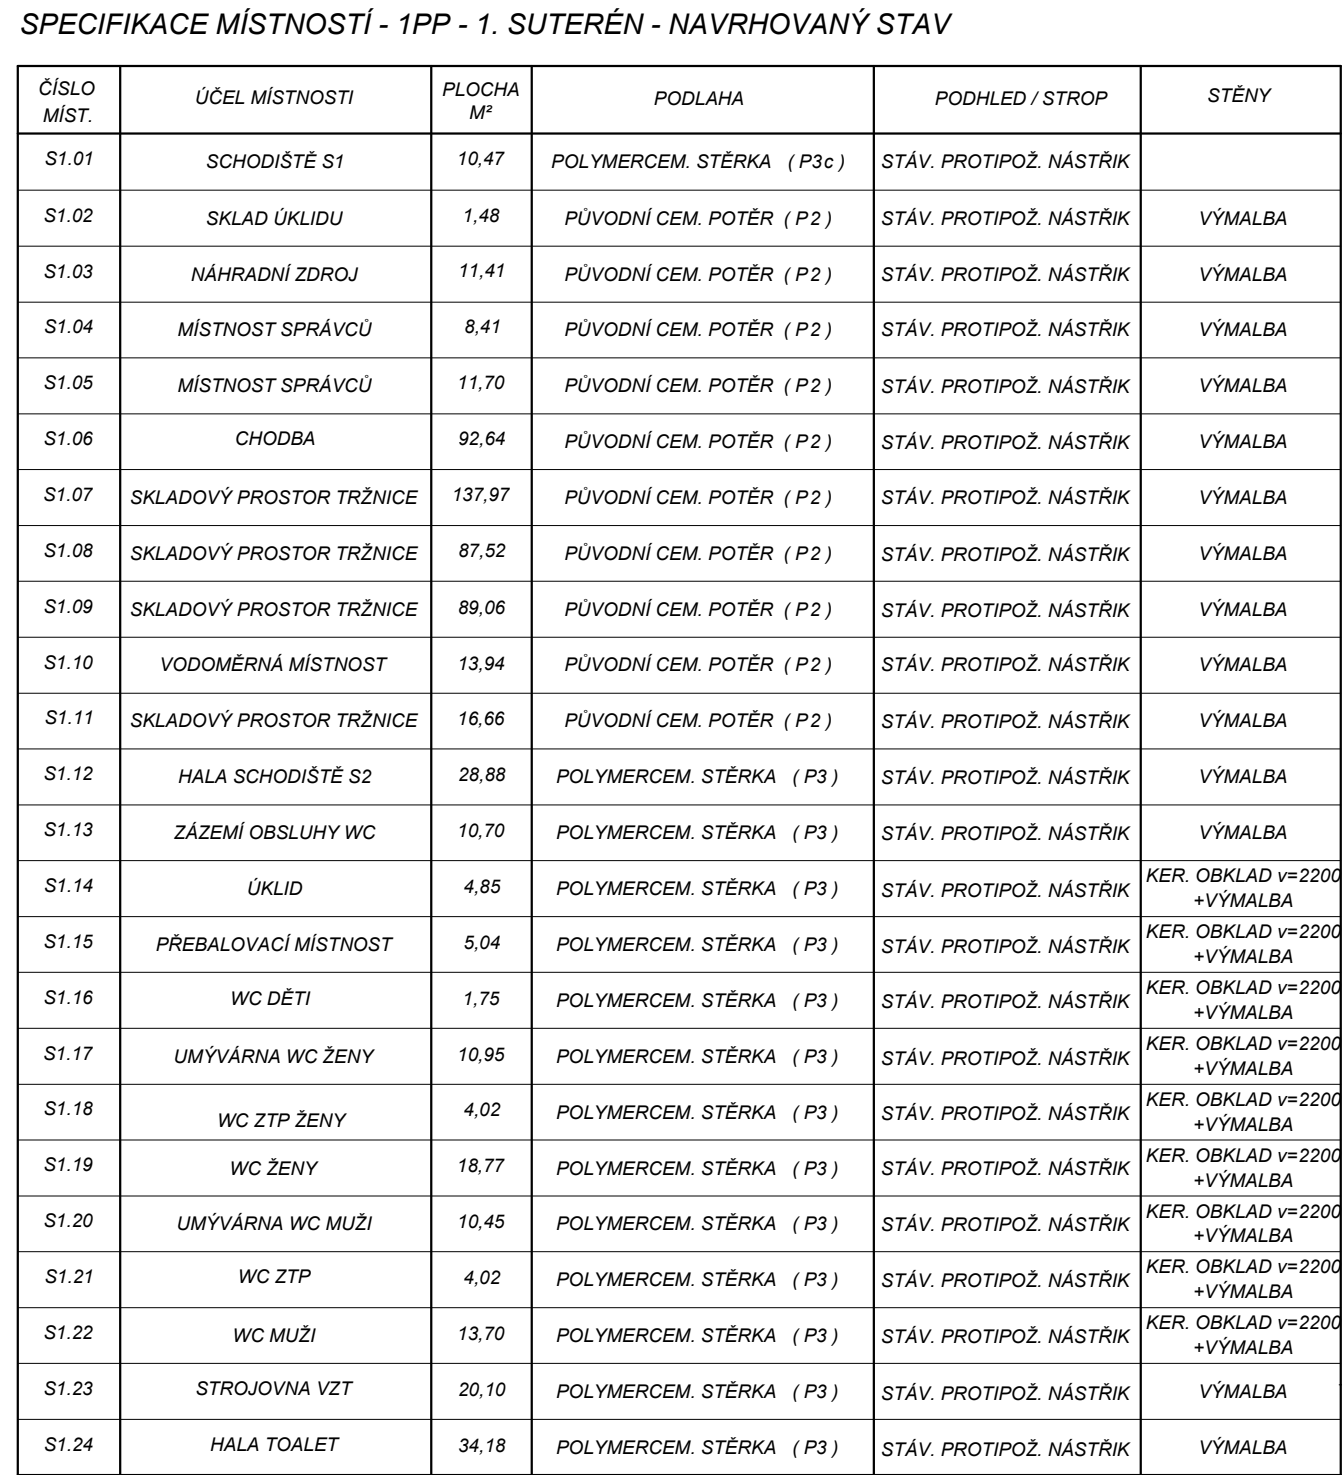 SPECIFIKACE MÍSTNOSTÍ - 1PP - 1. SUTERÉN - NAVRHOVANÝ STAV
ČÍSLO MÍST. ÚČEL MÍSTNOSTI PLOCHA M² PODLAHA PODHLED / STROP STĚNY
S1.01 SCHODIŠTĚ S1 10,47 POLYMERCEM. STĚRKA ( P3c ) STÁV. PROTIPOŽ. NÁSTŘIK
S1.02 SKLAD ÚKLIDU 1,48 PŮVODNÍ CEM. POTĚR ( P2 ) STÁV. PROTIPOŽ. NÁSTŘIK VÝMALBA
S1.03 NÁHRADNÍ ZDROJ 11,41 PŮVODNÍ CEM. POTĚR ( P2 ) STÁV. PROTIPOŽ. NÁSTŘIK VÝMALBA
S1.04 MÍSTNOST SPRÁVCŮ 8,41 PŮVODNÍ CEM. POTĚR ( P2 ) STÁV. PROTIPOŽ. NÁSTŘIK VÝMALBA
S1.05 MÍSTNOST SPRÁVCŮ 11,70 PŮVODNÍ CEM. POTĚR ( P2 ) STÁV. PROTIPOŽ. NÁSTŘIK VÝMALBA
S1.06 CHODBA 92,64 PŮVODNÍ CEM. POTĚR ( P2 ) STÁV. PROTIPOŽ. NÁSTŘIK VÝMALBA
S1.07 SKLADOVÝ PROSTOR TRŽNICE 137,97 PŮVODNÍ CEM. POTĚR ( P2 ) STÁV. PROTIPOŽ. NÁSTŘIK VÝMALBA
S1.08 SKLADOVÝ PROSTOR TRŽNICE 87,52 PŮVODNÍ CEM. POTĚR ( P2 ) STÁV. PROTIPOŽ. NÁSTŘIK VÝMALBA
S1.09 SKLADOVÝ PROSTOR TRŽNICE 89,06 PŮVODNÍ CEM. POTĚR ( P2 ) STÁV. PROTIPOŽ. NÁSTŘIK VÝMALBA
S1.10 VODOMĚRNÁ MÍSTNOST 13,94 PŮVODNÍ CEM. POTĚR ( P2 ) STÁV. PROTIPOŽ. NÁSTŘIK VÝMALBA
S1.11 SKLADOVÝ PROSTOR TRŽNICE 16,66 PŮVODNÍ CEM. POTĚR ( P2 ) STÁV. PROTIPOŽ. NÁSTŘIK VÝMALBA
S1.12 HALA SCHODIŠTĚ S2 28,88 POLYMERCEM. STĚRKA ( P3 ) STÁV. PROTIPOŽ. NÁSTŘIK VÝMALBA
S1.13 ZÁZEMÍ OBSLUHY WC 10,70 POLYMERCEM. STĚRKA ( P3 ) STÁV. PROTIPOŽ. NÁSTŘIK VÝMALBA
S1.14 ÚKLID 4,85 POLYMERCEM. STĚRKA ( P3 ) STÁV. PROTIPOŽ. NÁSTŘIK KER. OBKLAD v=2200 +VÝMALBA
S1.15 PŘEBALOVACÍ MÍSTNOST 5,04 POLYMERCEM. STĚRKA ( P3 ) STÁV. PROTIPOŽ. NÁSTŘIK KER. OBKLAD v=2200 +VÝMALBA
S1.16 WC DĚTI 1,75 POLYMERCEM. STĚRKA ( P3 ) STÁV. PROTIPOŽ. NÁSTŘIK KER. OBKLAD v=2200 +VÝMALBA
S1.17 UMÝVÁRNA WC ŽENY 10,95 POLYMERCEM. STĚRKA ( P3 ) STÁV. PROTIPOŽ. NÁSTŘIK KER. OBKLAD v=2200 +VÝMALBA
S1.18 WC ZTP ŽENY 4,02 POLYMERCEM. STĚRKA ( P3 ) STÁV. PROTIPOŽ. NÁSTŘIK KER. OBKLAD v=2200 +VÝMALBA
S1.19 WC ŽENY 18,77 POLYMERCEM. STĚRKA ( P3 ) STÁV. PROTIPOŽ. NÁSTŘIK KER. OBKLAD v=2200 +VÝMALBA
S1.20 UMÝVÁRNA WC MUŽI 10,45 POLYMERCEM. STĚRKA ( P3 ) STÁV. PROTIPOŽ. NÁSTŘIK KER. OBKLAD v=2200 +VÝMALBA
S1.21 WC ZTP 4,02 POLYMERCEM. STĚRKA ( P3 ) STÁV. PROTIPOŽ. NÁSTŘIK KER. OBKLAD v=2200 +VÝMALBA
S1.22 WC MUŽI 13,70 POLYMERCEM. STĚRKA ( P3 ) STÁV. PROTIPOŽ. NÁSTŘIK KER. OBKLAD v=2200 +VÝMALBA
S1.23 STROJOVNA VZT 20,10 POLYMERCEM. STĚRKA ( P3 ) STÁV. PROTIPOŽ. NÁSTŘIK VÝMALBA
S1.24 HALA TOALET 34,18 POLYMERCEM. STĚRKA ( P3 ) STÁV. PROTIPOŽ. NÁSTŘIK VÝMALBA